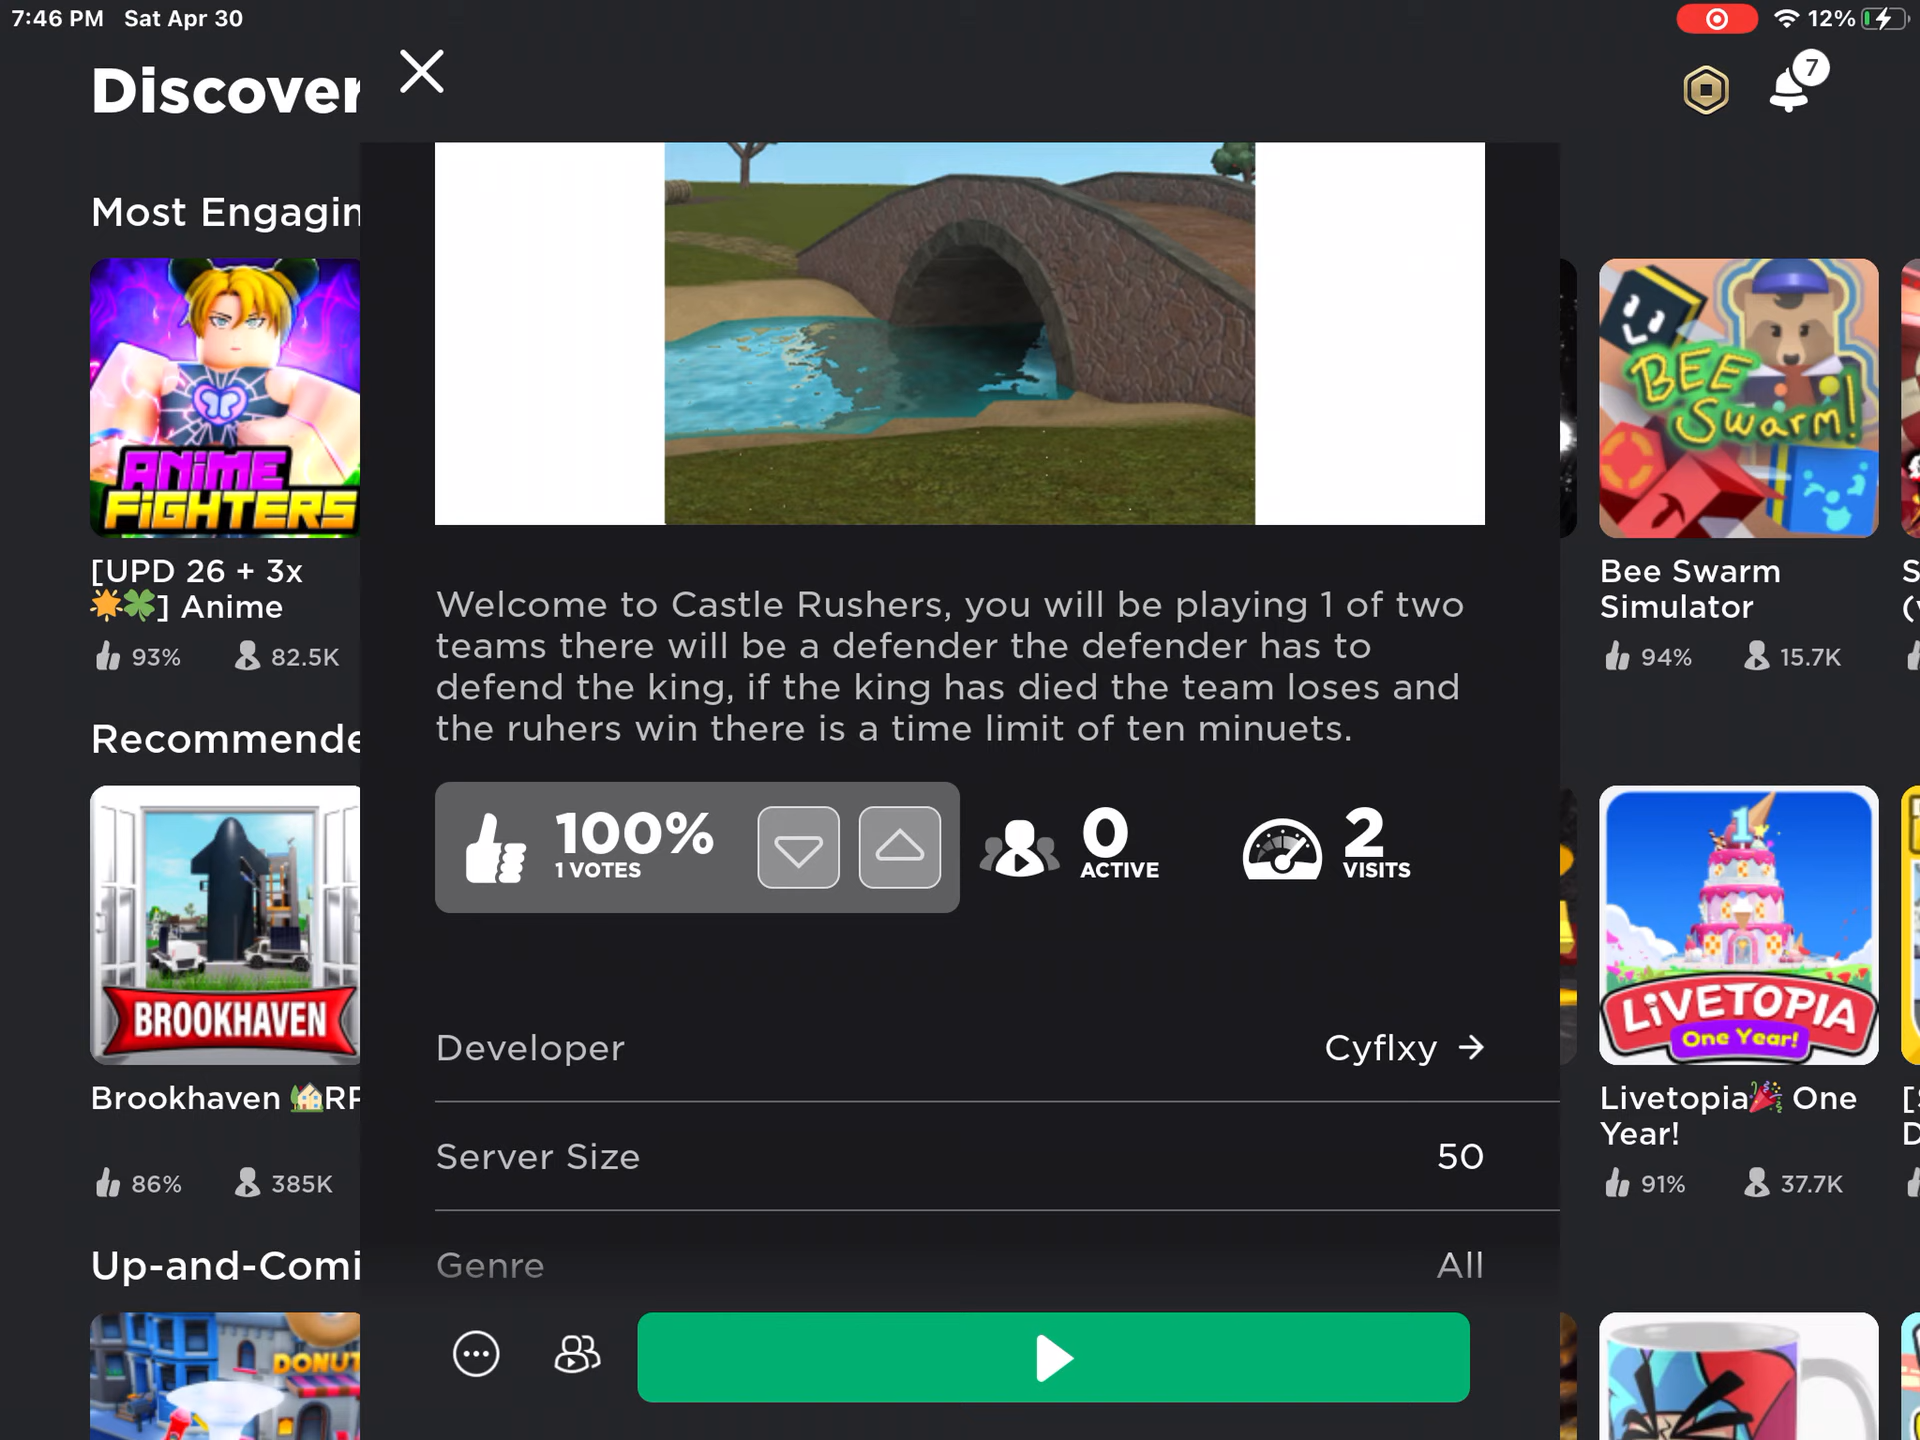 7:46 PM Sat Apr 30
12%
Discover
7
Most Engagin
ANIME
FIGHTERS
[UPD 26 + 3x
🌟🍀] Anime
93% 82.5K
BEE
Swarm!
Bee Swarm
Simulator
94% 15.7K
Welcome to Castle Rushers, you will be playing 1 of two
teams there will be a defender the defender has to
defend the king, if the king has died the team loses and
the ruhers win there is a time limit of ten minuets.
100%
1 VOTES
0
ACTIVE
2
VISITS
Recommende
BROOKHAVEN
Brookhaven 🏡RP
86% 385K
1
LiVETOPIA
One Year!
Livetopia🎉 One
Year!
91% 37.7K
Developer Cyflxy →
Server Size 50
Genre All
Up-and-Comi
DONUT